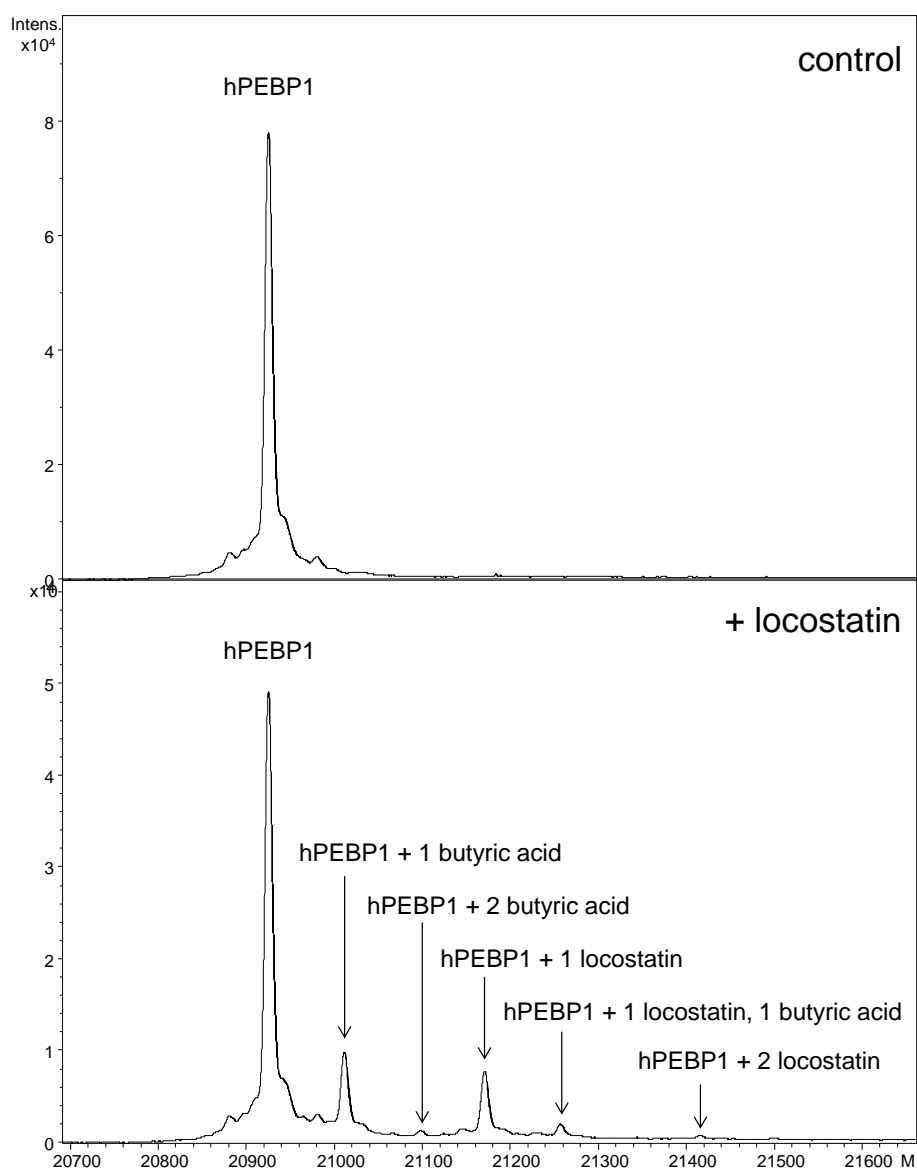 Intens.
x10⁴
control
hPEBP1
8
6
4
2
0
x10⁴
+ locostatin
hPEBP1
5
4
hPEBP1 + 1 butyric acid
3
hPEBP1 + 2 butyric acid
2
hPEBP1 + 1 locostatin
hPEBP1 + 1 locostatin, 1 butyric acid
1
hPEBP1 + 2 locostatin
0
20700 20800 20900 21000 21100 21200 21300 21400 21500 21600 M